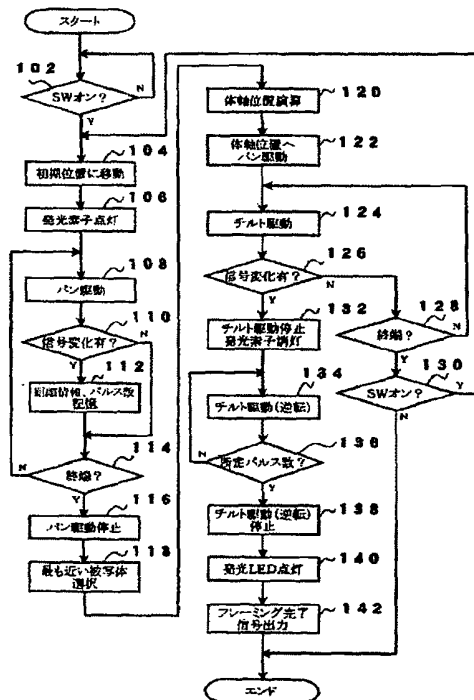 スタート
102
SWオン?
N
Y
104
初期位置に移動
106
発光素子点灯
108
パン駆動
110
信号変化有?
N
Y
112
距離情報、パルス数
記憶
114
終端?
N
Y
116
パン駆動停止
118
最も近い被写体
選択
120
体軸位置演算
122
体軸位置へ
パン駆動
124
チルト駆動
126
信号変化有?
N
Y
128
終端?
N
Y
130
SWオン?
Y
N
132
チルト駆動停止
発光素子消灯
134
チルト駆動(逆転)
136
所定パルス数?
N
Y
138
チルト駆動(逆転)
停止
140
発光LED点灯
142
フレーミング完了
信号出力
エンド